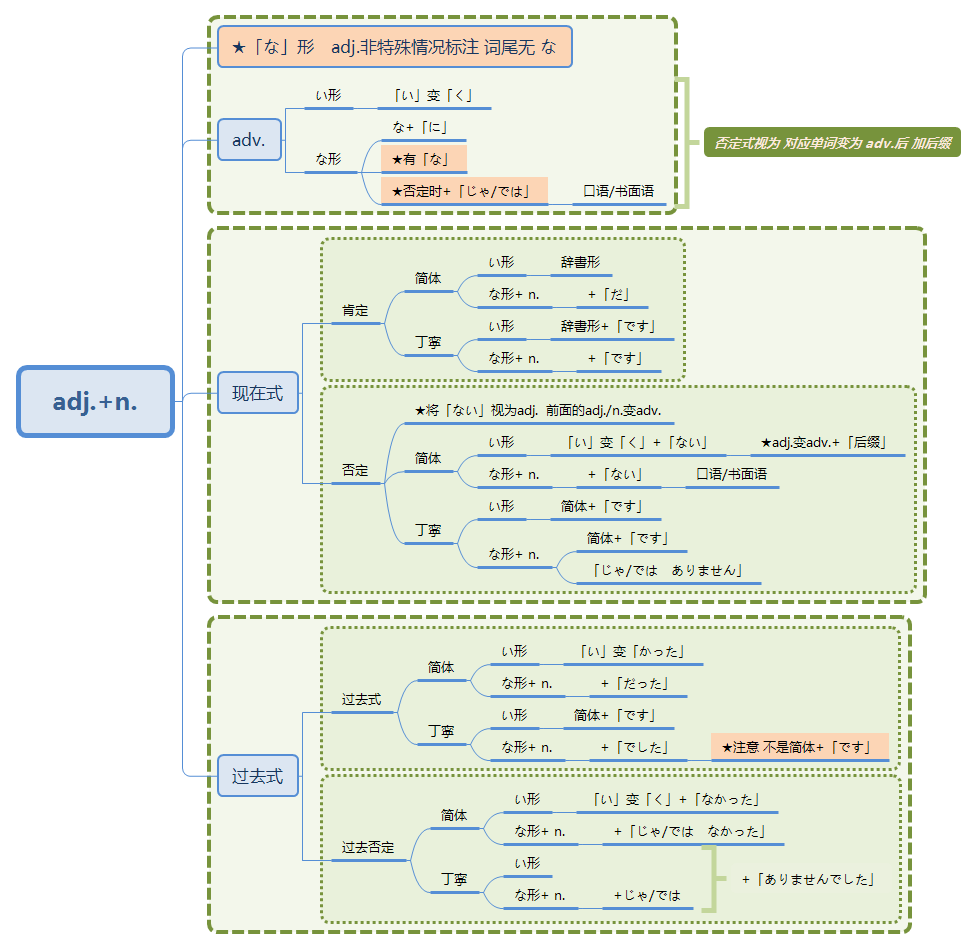 adj.+n.
★「な」形　adj.非特殊情况标注 词尾无 な
adv.
い形
「い」变「く」
な形
な+「に」
★有「な」
★否定时+「じゃ/では」
口语/书面语
否定式视为 对应单词变为 adv.后 加后缀
现在式
肯定
简体
い形
辞書形
な形+ n.
+「だ」
丁寧
い形
辞書形+「です」
な形+ n.
+「です」
否定
★将「ない」视为adj. 前面的adj./n.变adv.
简体
い形
「い」变「く」+「ない」
★adj.变adv.+「后缀」
な形+ n.
+「ない」
口语/书面语
丁寧
い形
简体+「です」
な形+ n.
简体+「です」
「じゃ/では　ありません」
过去式
过去式
简体
い形
「い」变「かった」
な形+ n.
+「だった」
丁寧
い形
简体+「です」
な形+ n.
+「でした」
★注意 不是简体+「です」
过去否定
简体
い形
「い」变「く」+「なかった」
な形+ n.
+「じゃ/では　なかった」
丁寧
い形
な形+ n.
+じゃ/では
+「ありませんでした」